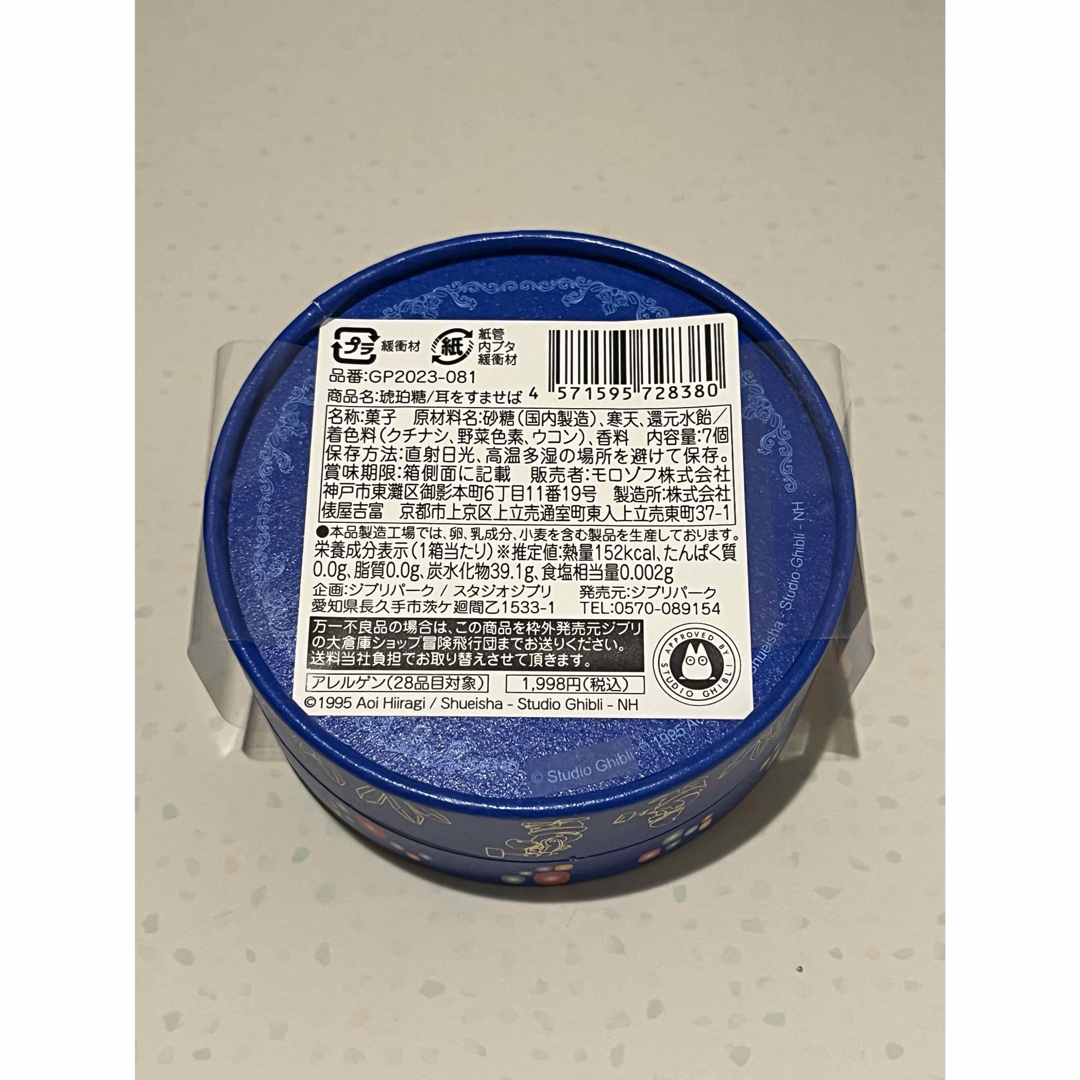 プラ 緩衝材 紙 紙管
内ブタ
緩衝材
品番:GP2023-081
商品名:琥珀糖/耳をすませば
4 571595 728380
名称:菓子 原材料名:砂糖(国内製造)、寒天、還元水飴/
着色料(クチナシ、野菜色素、ウコン)、香料 内容量:7個
保存方法:直射日光、高温多湿の場所を避けて保存。
賞味期限:箱側面に記載 販売者:モロゾフ株式会社
神戸市東灘区御影本町6丁目11番19号 製造所:株式会社
俵屋吉富 京都市上京区上立売通室町東入上立売東町37-1
●本品製造工場では、卵、乳成分、小麦を含む製品を生産しております。
栄養成分表示(1箱当たり)※推定値:熱量152kcal、たんぱく質
0.0g、脂質0.0g、炭水化物39.1g、食塩相当量0.002g
企画:ジブリパーク / スタジオジブリ 発売元:ジブリパーク
愛知県長久手市茨ケ廻間乙1533-1 TEL:0570-089154
万一不良品の場合は、この商品を枠外発売元ジブリ
の大倉庫ショップ冒険飛行団までお送りください。
送料当社負担でお取り替えさせて頂きます。
APPROVED BY STUDIO GHIBLI
アレルゲン(28品目対象) 1,998円(税込)
©1995 Aoi Hiiragi / Shueisha - Studio Ghibli - NH
© Studio Ghibli
©1995 A
Shueisha - Studio Ghibli - NH